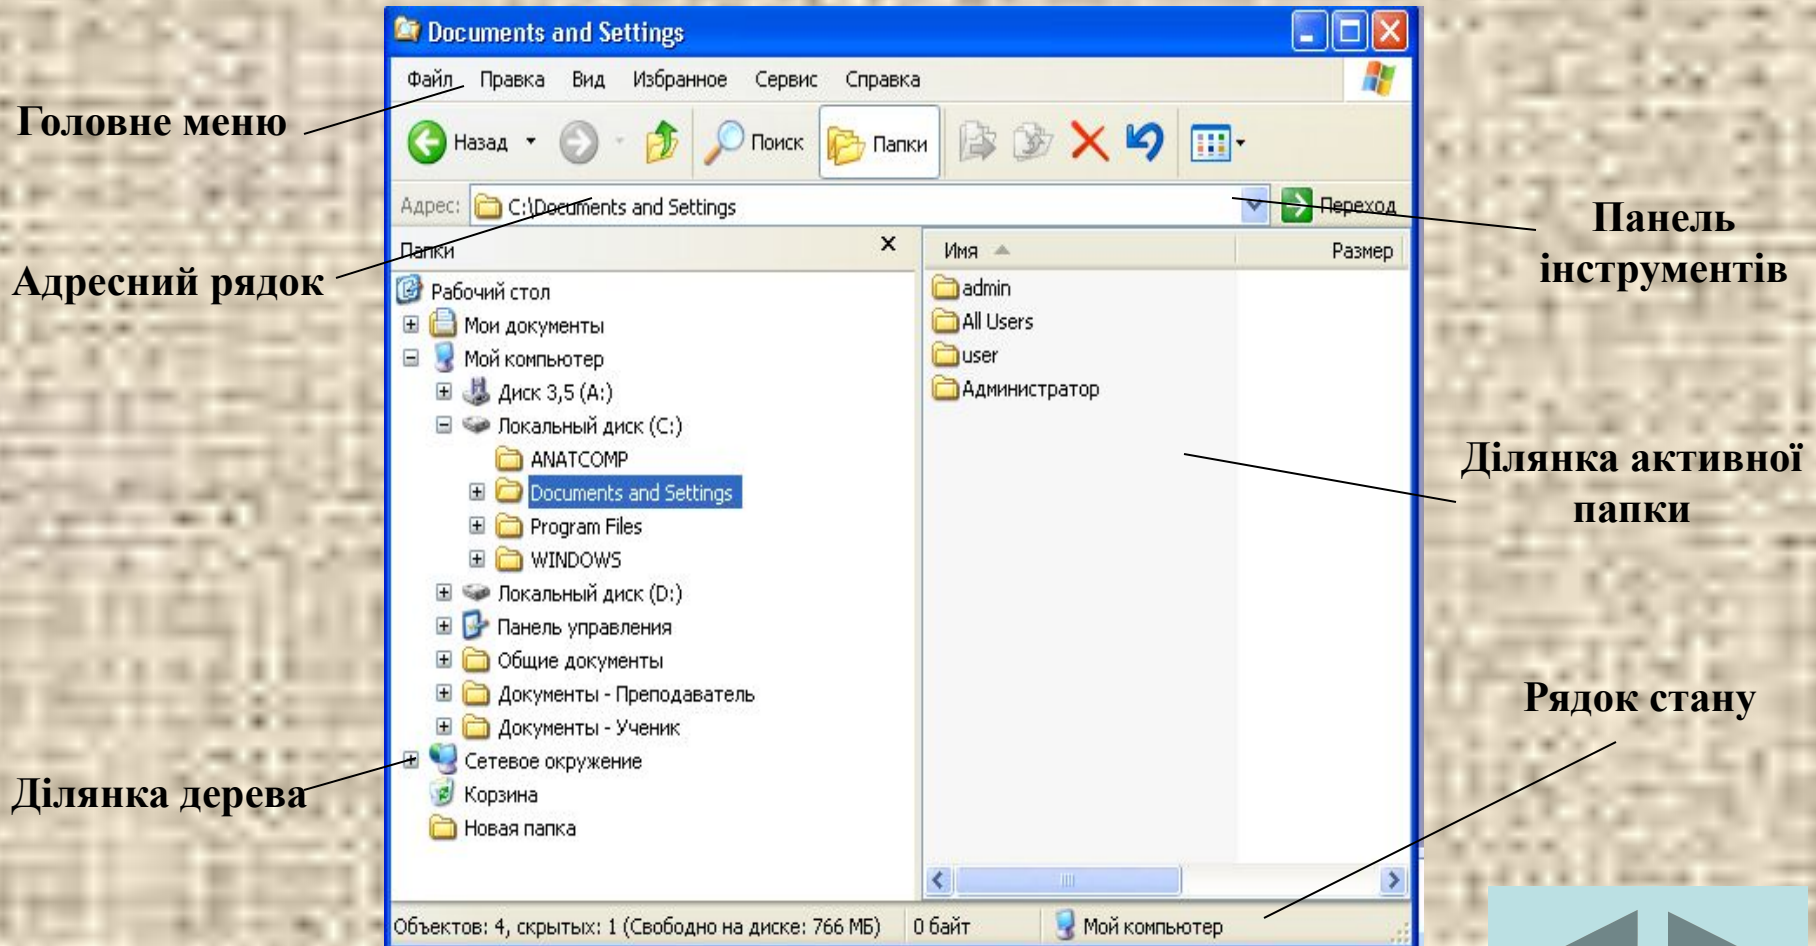 Documents and Settings
Файл Правка Вид Избранное Сервис Справка
Головне меню
Назад Поиск Папки
Адрес: C:\Documents and Settings Переход
Панель
інструментів
Папки x Имя Размер
Адресний рядок
Рабочий стол
Мои документы
Мой компьютер
Диск 3,5 (A:)
Локальный диск (C:)
ANATCOMP
Documents and Settings
Program Files
WINDOWS
Локальный диск (D:)
Панель управления
Общие документы
Документы - Преподаватель
Документы - Ученик
Сетевое окружение
Корзина
Новая папка
Ділянка дерева
admin
All Users
user
Администратор
Ділянка активної
папки
Рядок стану
Объектов: 4, скрытых: 1 (Свободно на диске: 766 МБ) 0 байт Мой компьютер